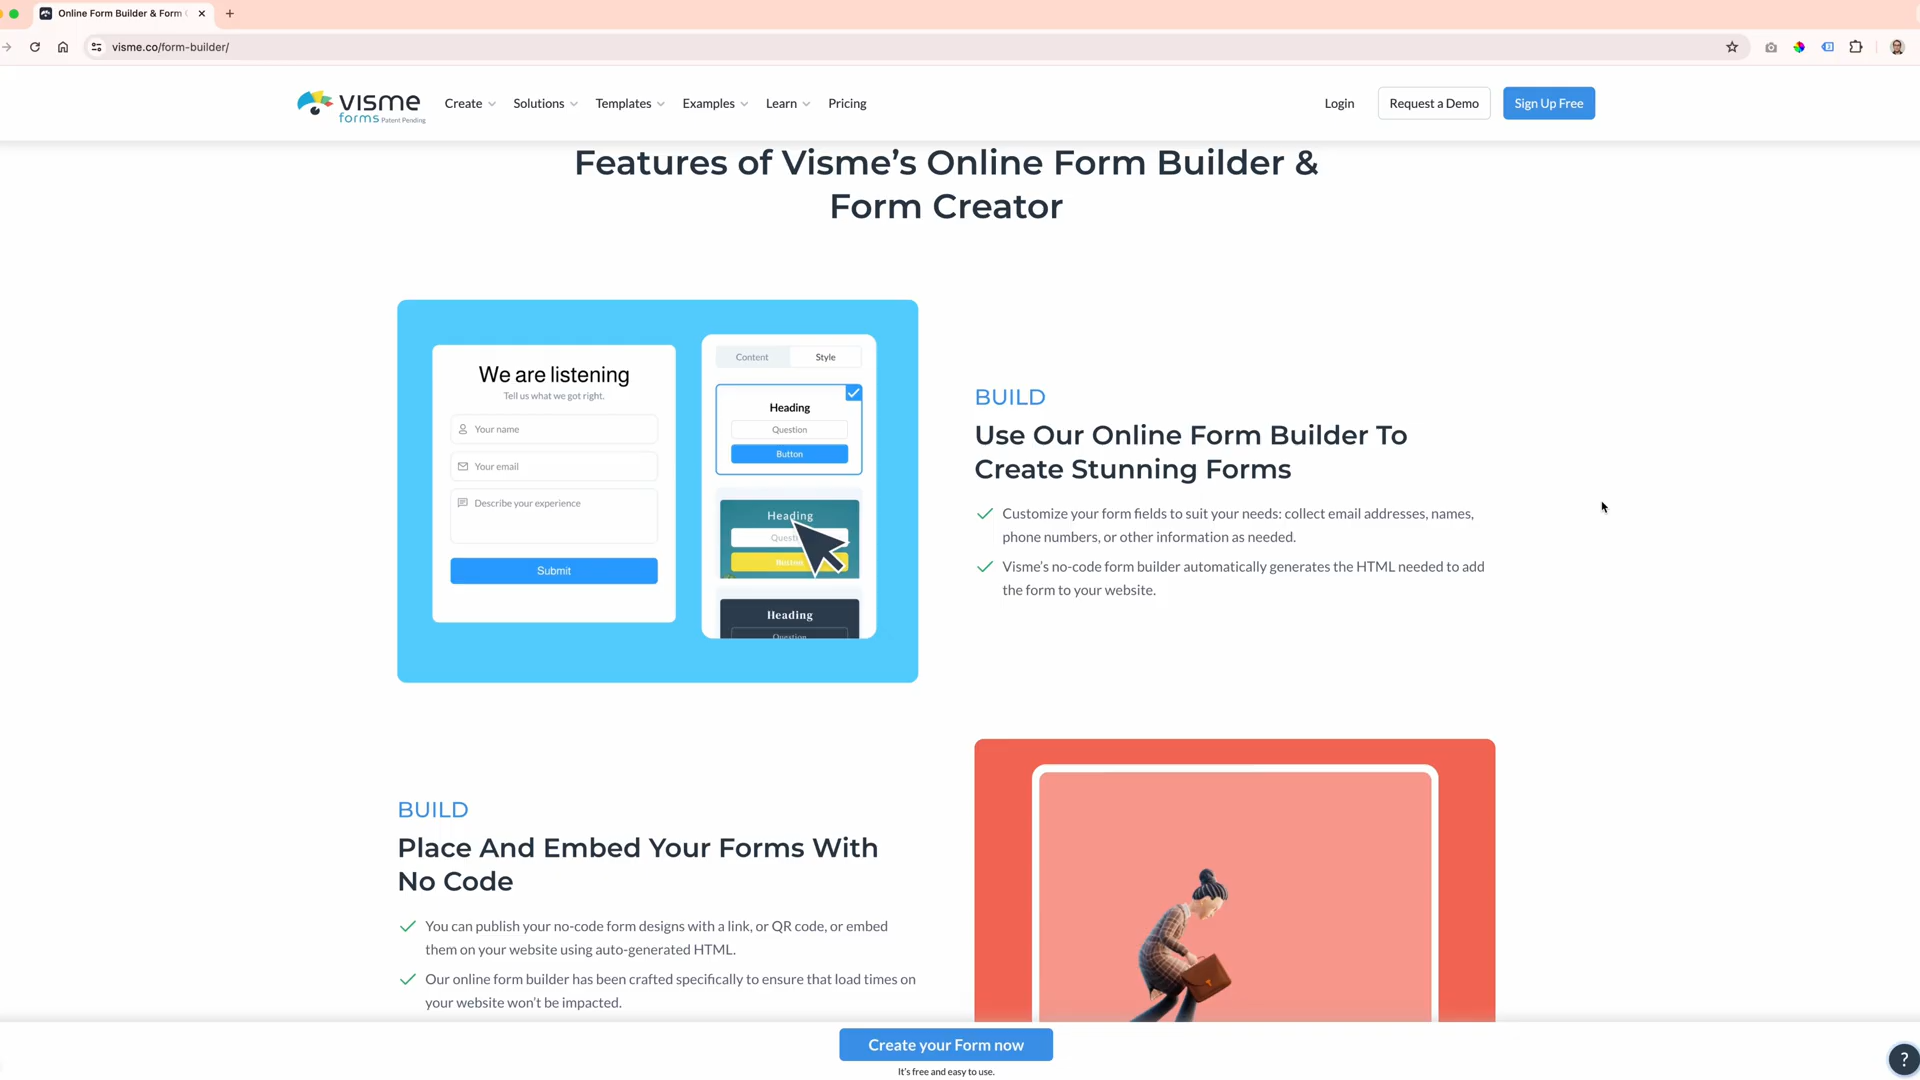 Online Form Builder & Form
visme.co/form-builder/
visme
forms Patent Pending
Create
Solutions
Templates
Examples
Learn
Pricing
Login
Request a Demo
Sign Up Free
Features of Visme’s Online Form Builder &
Form Creator
We are listening
Tell us what we got right.
Your name
Your email
Describe your experience
Submit
Content
Style
Heading
Question
Button
Heading
Heading
Question
BUILD
Use Our Online Form Builder To
Create Stunning Forms
Customize your form fields to suit your needs: collect email addresses, names,
phone numbers, or other information as needed.
Visme’s no-code form builder automatically generates the HTML needed to add
the form to your website.
BUILD
Place And Embed Your Forms With
No Code
You can publish your no-code form designs with a link, or QR code, or embed
them on your website using auto-generated HTML.
Our online form builder has been crafted specifically to ensure that load times on
your website won’t be impacted.
Create your Form now
It’s free and easy to use.
?